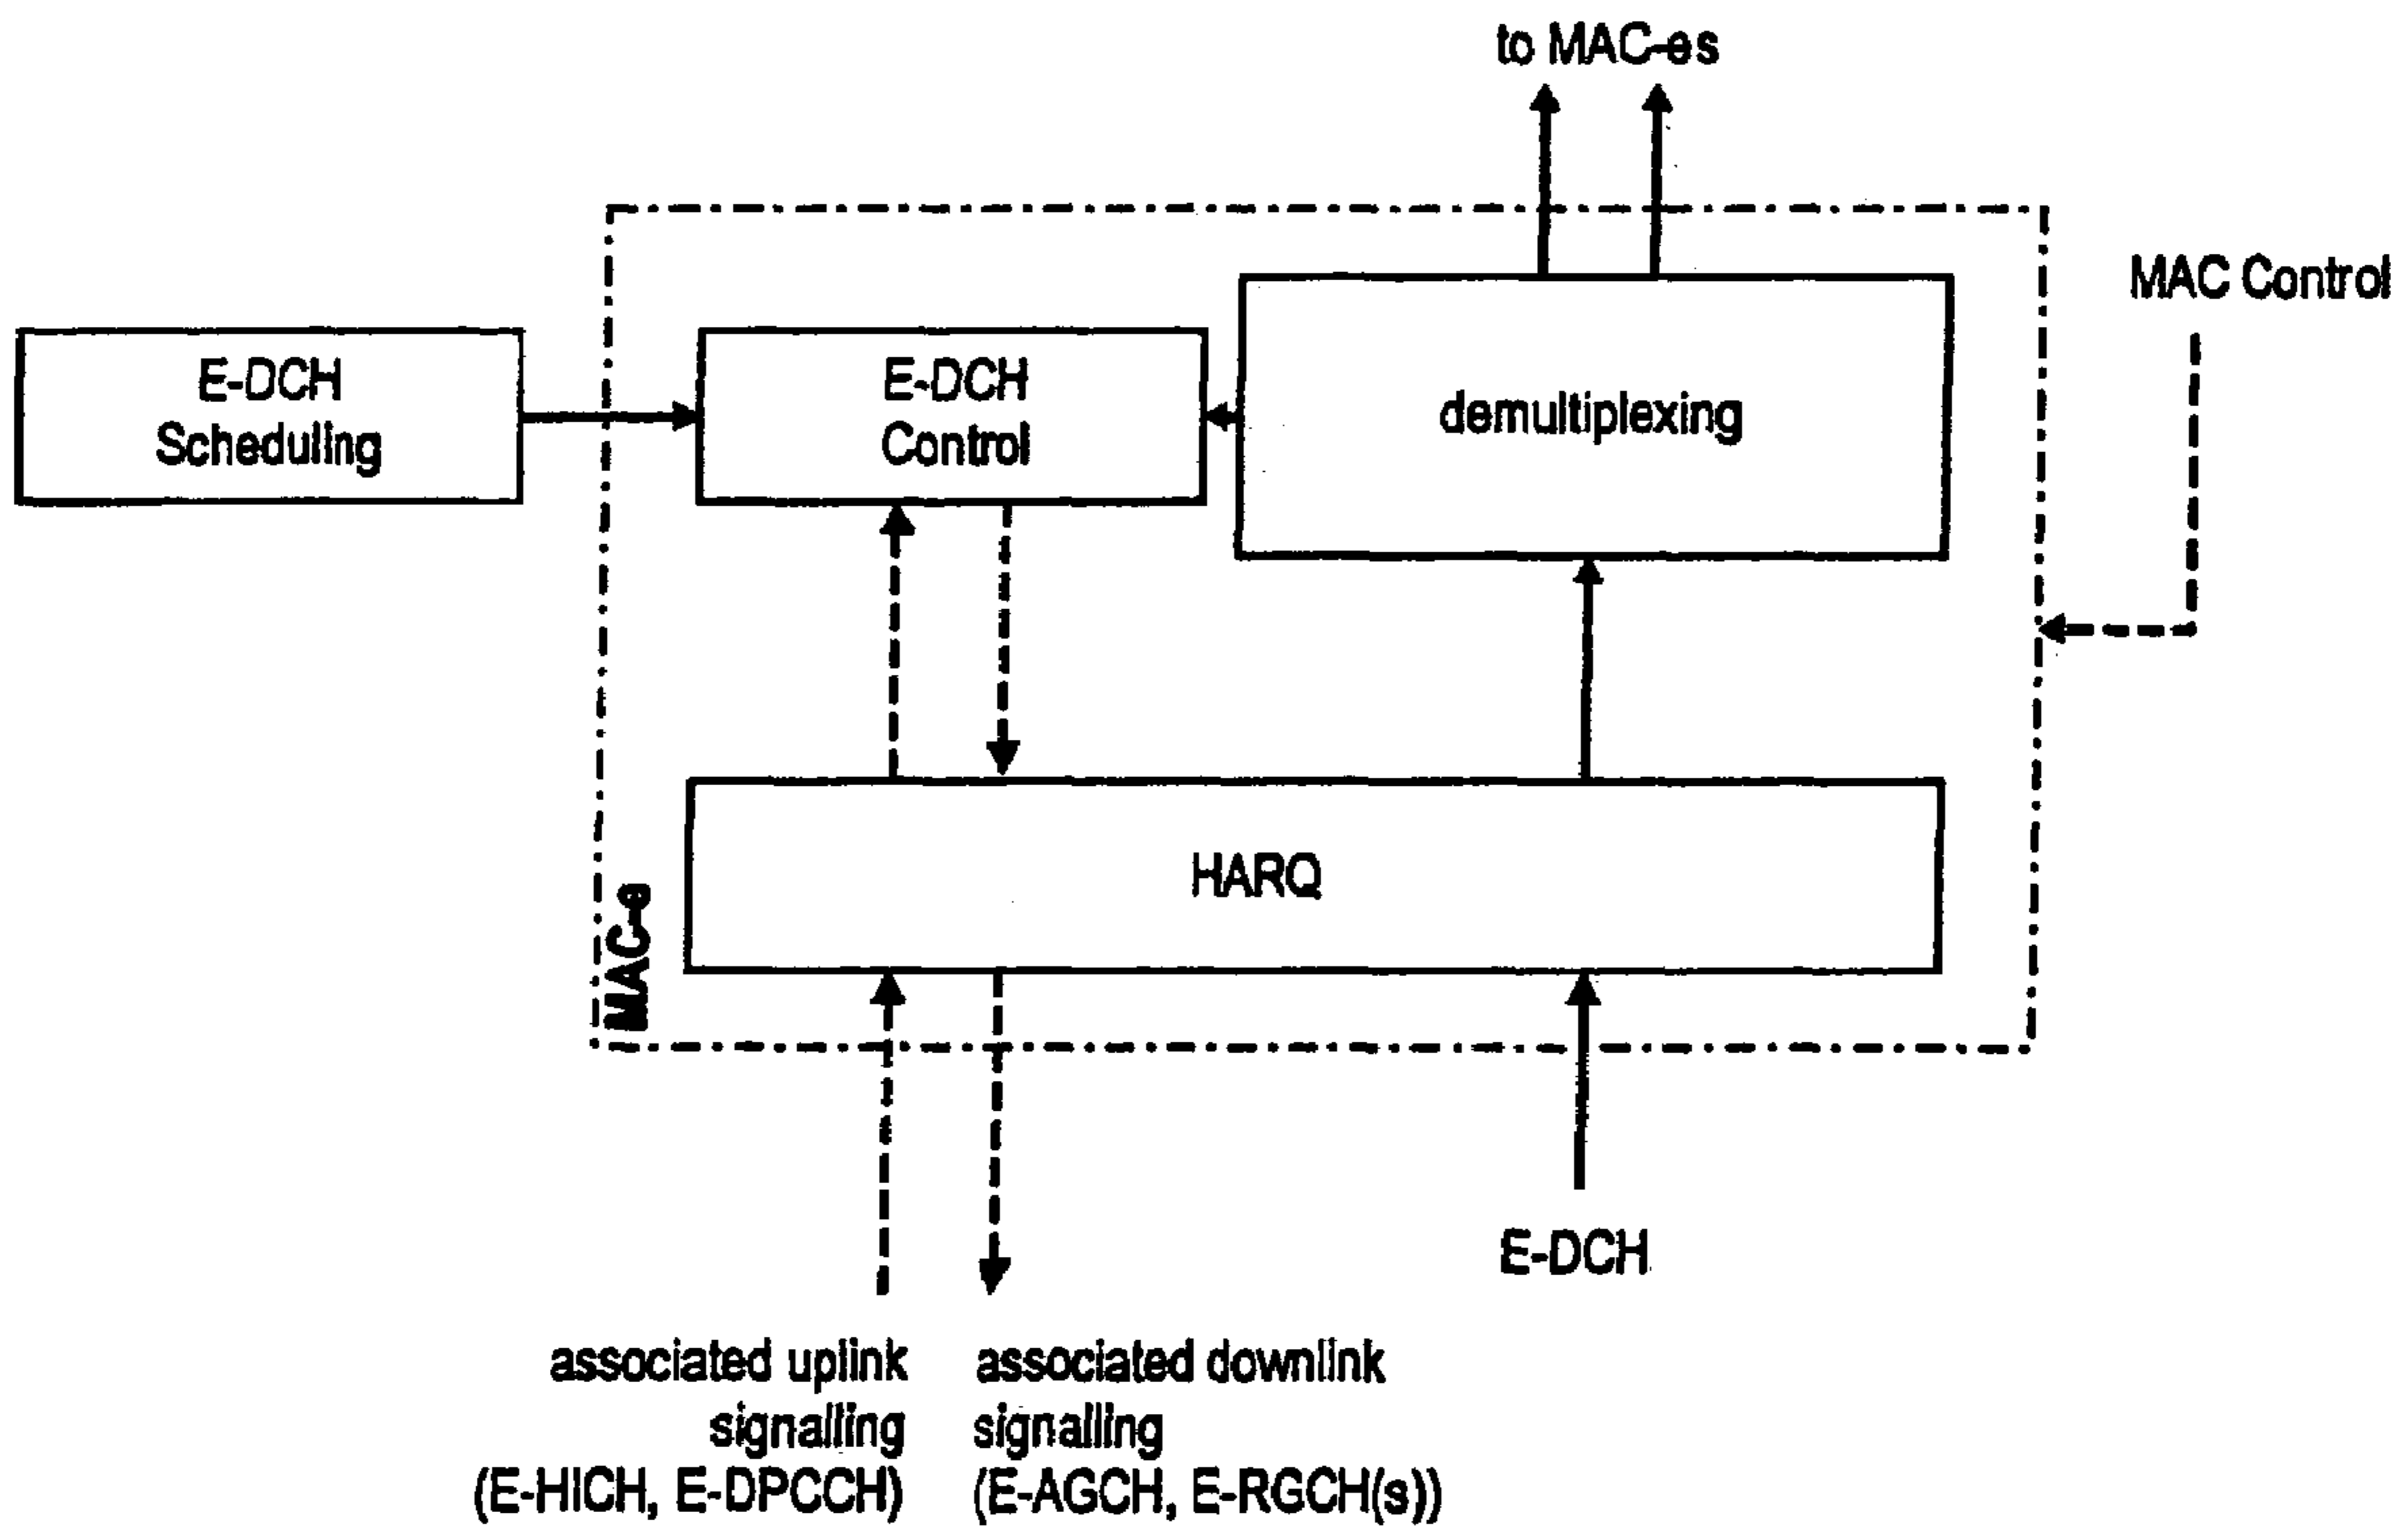 to MAC-es
MAC Control
E-DCH
Scheduling
E-DCH
Control
demultiplexing
HARQ
MAC-e
E-DCH
associated uplink
signalling
(E-HICH, E-DPCCH)
associated downlink
signalling
(E-AGCH, E-RGCH(s))